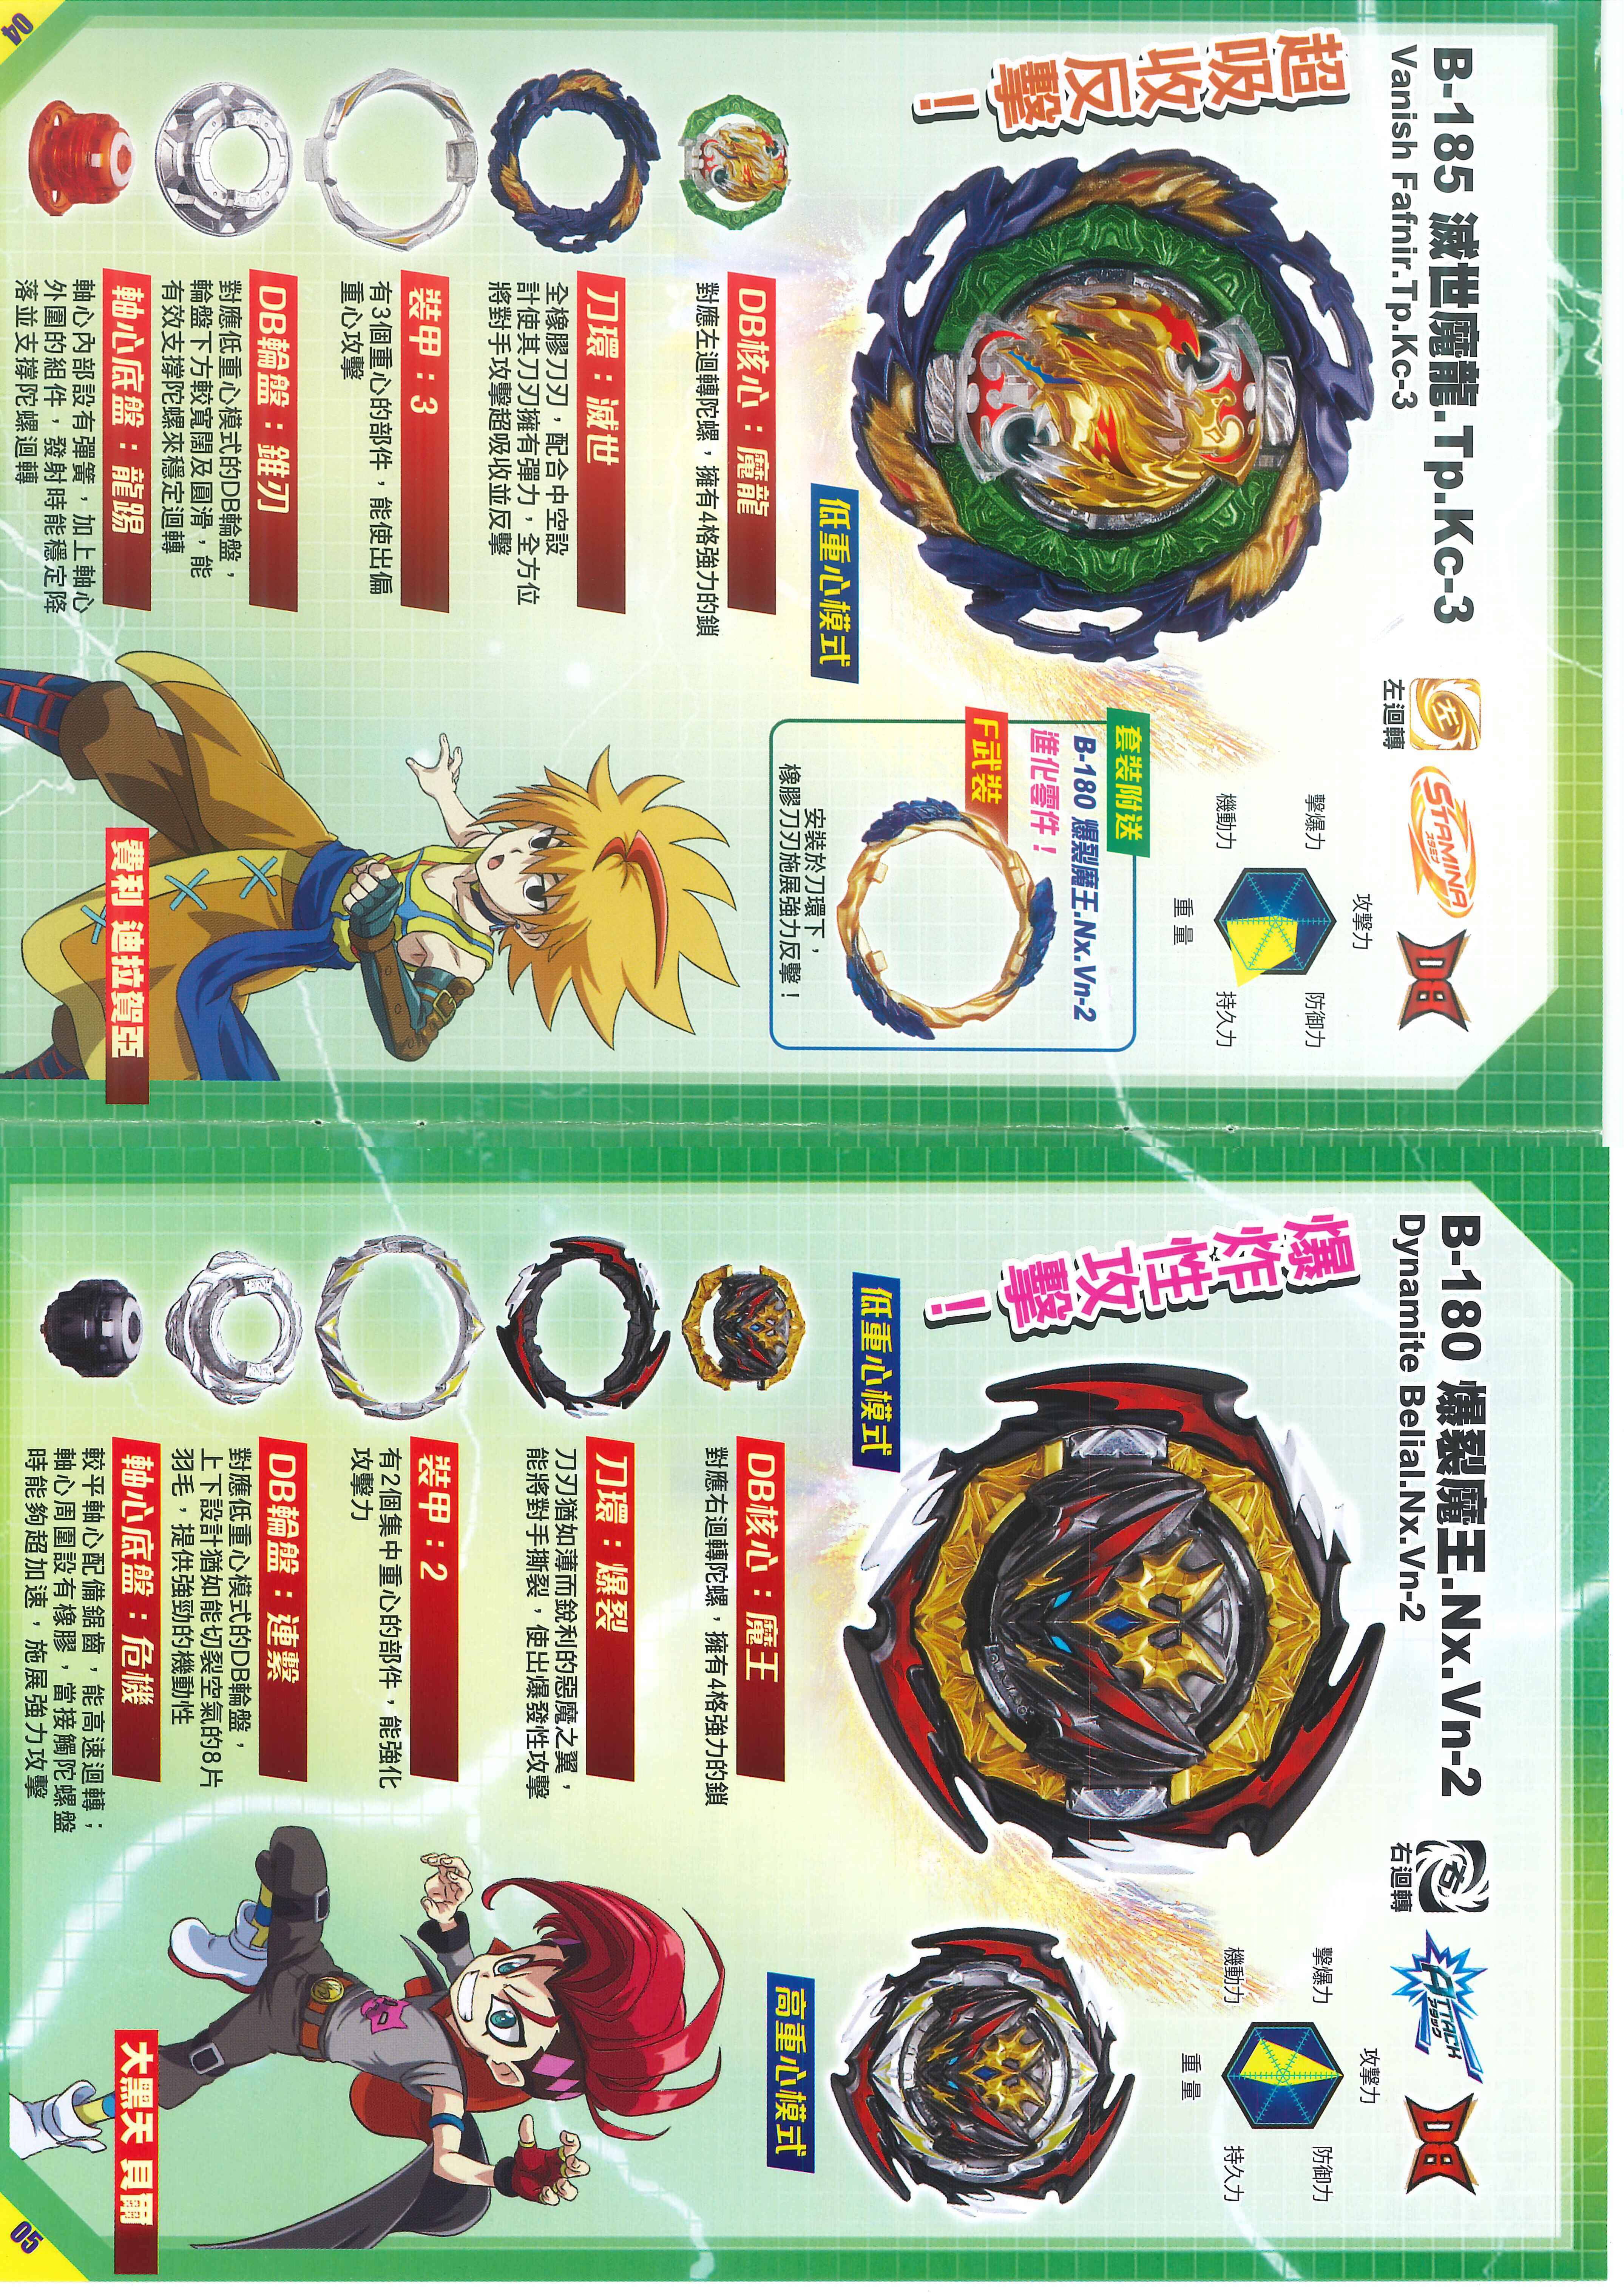 B-185 滅世魔龍.Tp.Kc-3
Vanish Fafnir.Tp.Kc-3
左
左迴轉
STAMINA
スタミナ
DB
超吸收反擊！
攻擊力
擊爆力
防御力
機動力
持久力
重量
套裝附送
B-180 爆裂魔王.Nx.Vn-2
進化零件！
F武裝
安裝於刀環下，
橡膠刀刃施展強力反擊！
低重心模式
DB核心：魔龍
對應左迴轉陀螺，擁有4格強力的鎖
刀環：滅世
全橡膠刀刃，配合中空設
計使其刀刃擁有彈力，全方位
將對手攻擊超吸收並反擊
裝甲：3
有3個重心的部件，能使出偏
重心攻擊
DB輪盤：錐刃
對應低重心模式的DB輪盤，
輪盤下方較寬闊及圓滑，能
有效支撐陀螺來穩定迴轉
軸心底盤：龍踢
軸心內部設有彈簧，加上軸心
外圍的組件，發射時能穩定降
落並支撐陀螺迴轉
費利 迪拉賀亞
04
B-180 爆裂魔王.Nx.Vn-2
Dynamite Belial.Nx.Vn-2
右
右迴轉
ATTACK
アタック
DB
爆炸性攻擊！
攻擊力
擊爆力
防御力
機動力
持久力
重量
低重心模式
高重心模式
DB核心：魔王
對應右迴轉陀螺，擁有4格強力的鎖
刀環：爆裂
刀刃猶如薄而銳利的惡魔之翼，
能將對手撕裂，使出爆發性攻擊
裝甲：2
有2個集中重心的部件，能強化
攻擊力
DB輪盤：連繫
對應低重心模式的DB輪盤，
上下設計猶如能切裂空氣的8片
羽毛，提供強勁的機動性
軸心底盤：危機
較平軸心配備鋸齒，能高速迴轉；
軸心周圍設有橡膠，當接觸陀螺盤
時能夠超加速，施展強力攻擊
大黑天 貝爾
05